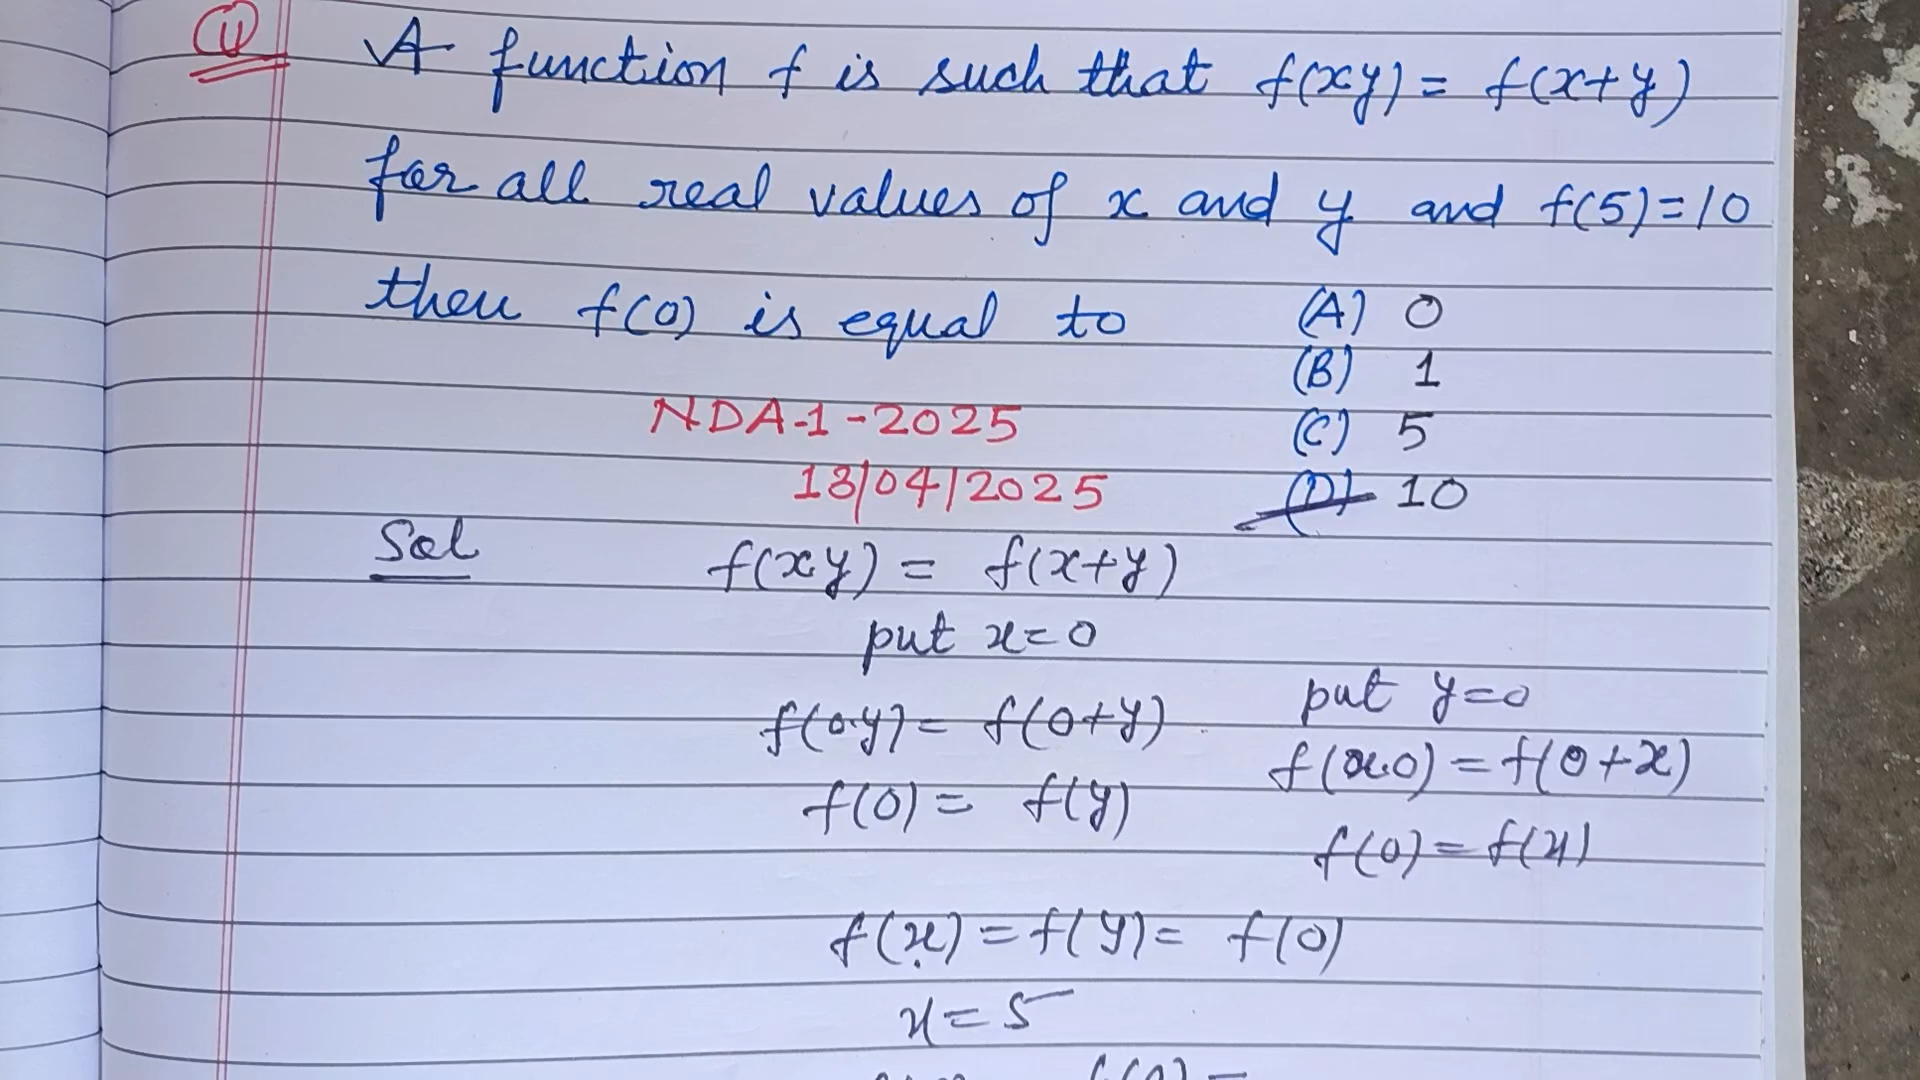 (11)
A function f is such that f(xy) = f(x+y)
for all real values of x and y and f(5)=10
then f(0) is equal to
(A) 0
(B) 1
(C) 5
(D) 10
NDA-1-2025
13/04/2025
Sol
f(xy) = f(x+y)
put x=0
f(0.y) = f(0+y)
f(0) = f(y)
put y=0
f(x.0) = f(0+x)
f(0) = f(x)
f(x) = f(y) = f(0)
x = 5